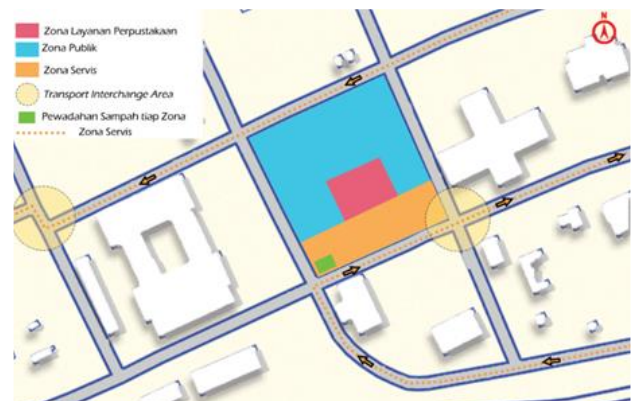 Zona Layanan Perpustakaan
Zona Publik
Zona Servis
Transport Interchange Area
Pewadahan Sampah tiap Zona
Zona Servis
N